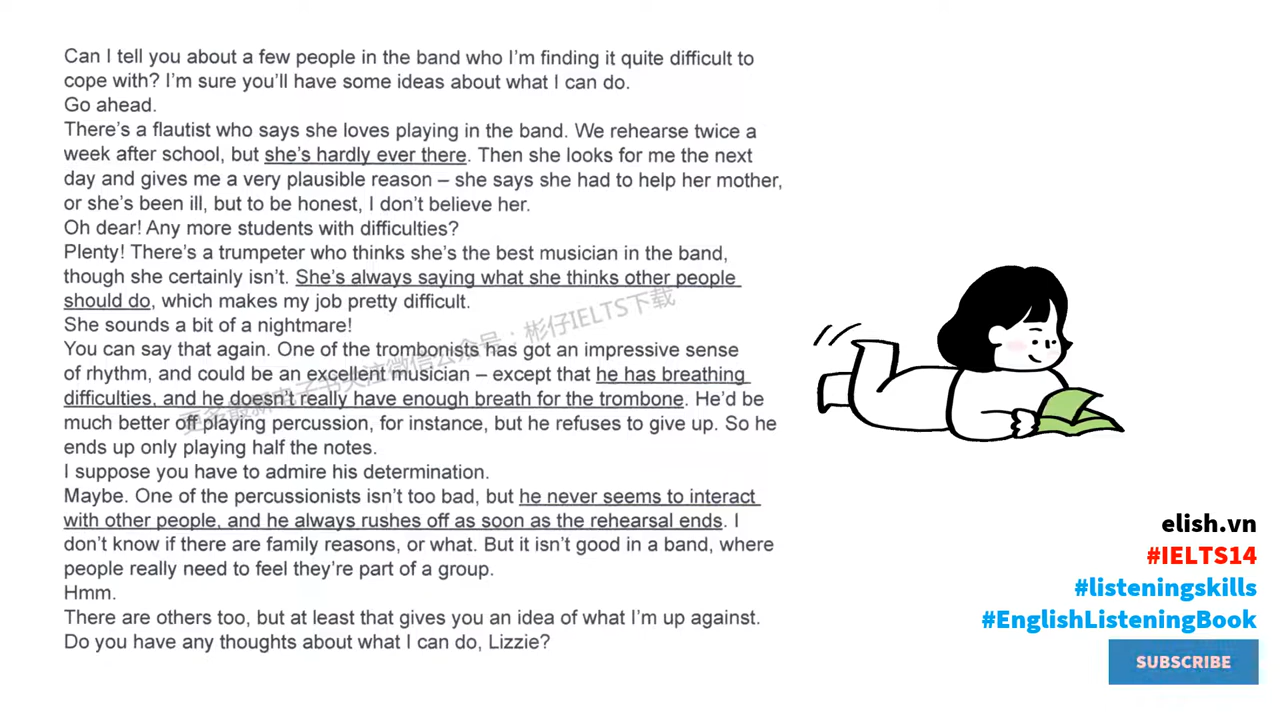 Can I tell you about a few people in the band who I'm finding it quite difficult to
cope with? I'm sure you'll have some ideas about what I can do.
Go ahead.
There's a flautist who says she loves playing in the band. We rehearse twice a
week after school, but she's hardly ever there. Then she looks for me the next
day and gives me a very plausible reason – she says she had to help her mother,
or she's been ill, but to be honest, I don't believe her.
Oh dear! Any more students with difficulties?
Plenty! There's a trumpeter who thinks she's the best musician in the band,
though she certainly isn't. She's always saying what she thinks other people
should do, which makes my job pretty difficult.
She sounds a bit of a nightmare!
You can say that again. One of the trombonists has got an impressive sense
of rhythm, and could be an excellent musician – except that he has breathing
difficulties, and he doesn't really have enough breath for the trombone. He'd be
much better off playing percussion, for instance, but he refuses to give up. So he
ends up only playing half the notes.
I suppose you have to admire his determination.
Maybe. One of the percussionists isn't too bad, but he never seems to interact
with other people, and he always rushes off as soon as the rehearsal ends. I
don't know if there are family reasons, or what. But it isn't good in a band, where
people really need to feel they're part of a group.
Hmm.
There are others too, but at least that gives you an idea of what I'm up against.
Do you have any thoughts about what I can do, Lizzie?
更多最新电子书关注微信公众号：彬仔IELTS下载
elish.vn
#IELTS14
#listeningskills
#EnglishListeningBook
SUBSCRIBE